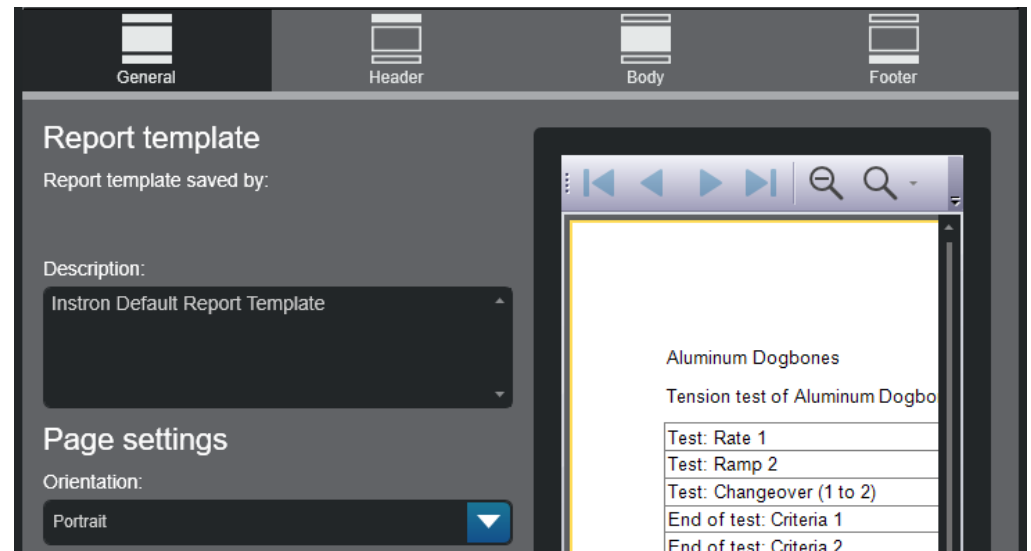 General
Header
Body
Footer
Report template
Report template saved by:
Description:
Instron Default Report Template
Page settings
Orientation:
Portrait
Aluminum Dogbones
Tension test of Aluminum
Test: Rate 1
Test: Ramp 2
Test: Changeover (1 to 2)
End of test: Criteria 1
End of test: Criteria 2